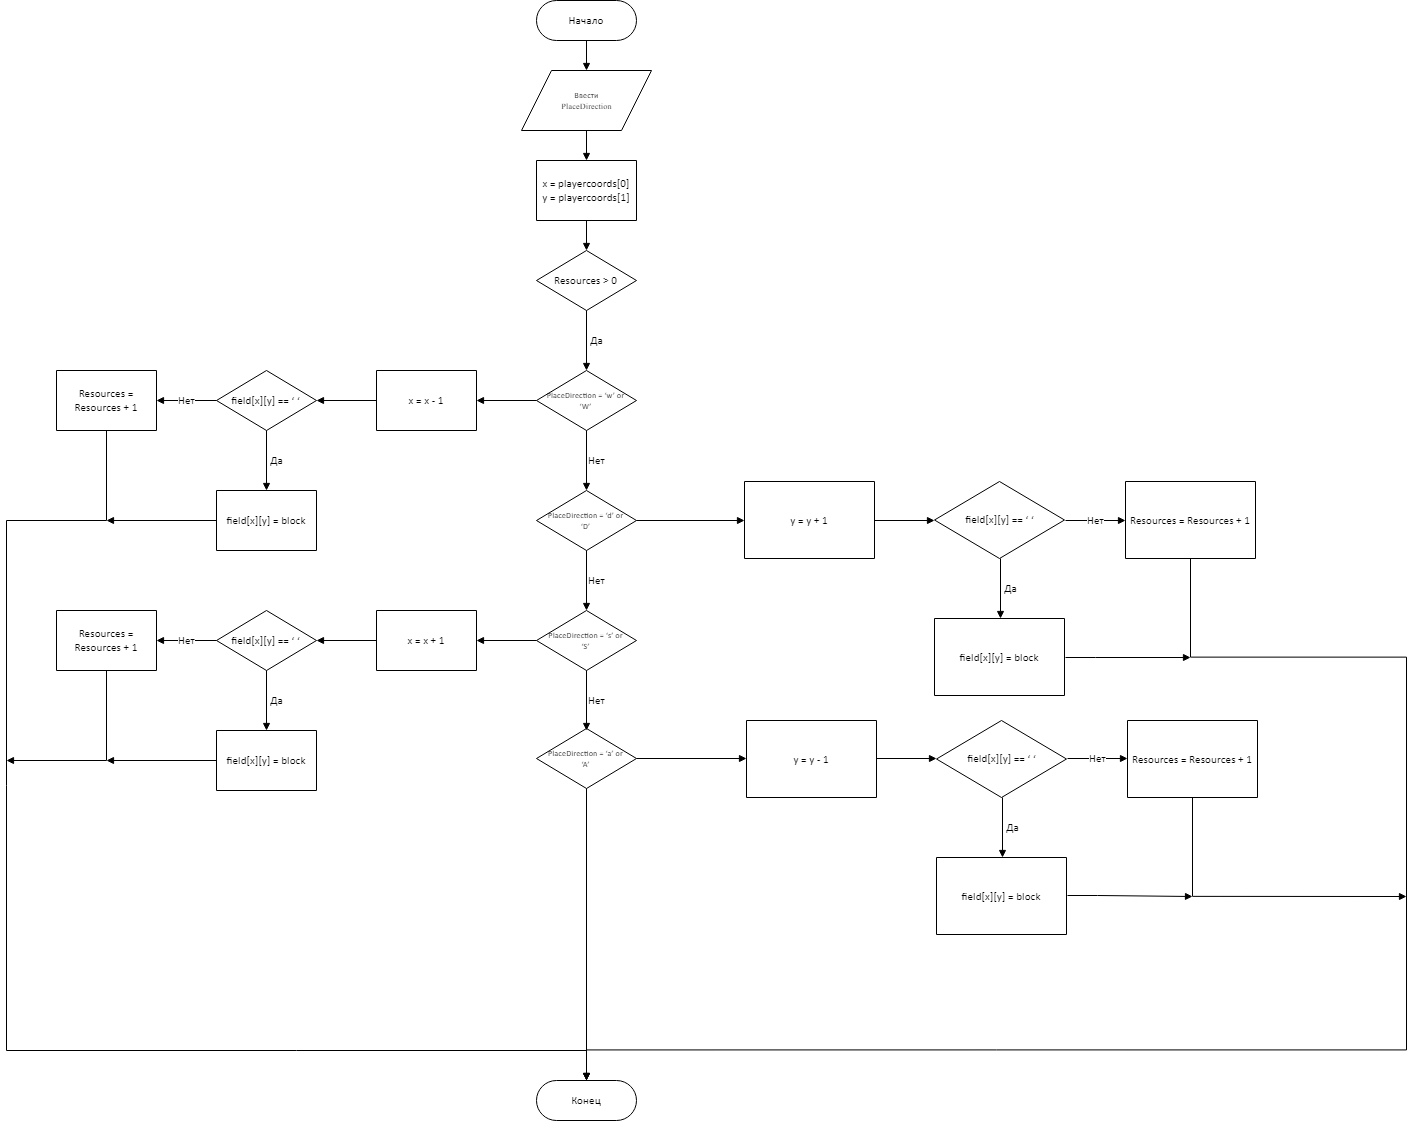 Начало
Ввести
PlaceDirection
x = playercoords[0]
y = playercoords[1]
Resources > 0
Да
PlaceDirection = 'w' or
'W'
x = x - 1
field[x][y] == ‘ ‘
Нет
Resources =
Resources + 1
Да
field[x][y] = block
Нет
PlaceDirection = 'd' or
'D'
y = y + 1
field[x][y] == ‘ ‘
Нет
Resources = Resources + 1
Да
field[x][y] = block
Нет
PlaceDirection = 's' or
'S'
x = x + 1
field[x][y] == ‘ ‘
Нет
Resources =
Resources + 1
Да
field[x][y] = block
Нет
PlaceDirection = 'a' or
'A'
y = y - 1
field[x][y] == ‘ ‘
Нет
Resources = Resources + 1
Да
field[x][y] = block
Конец